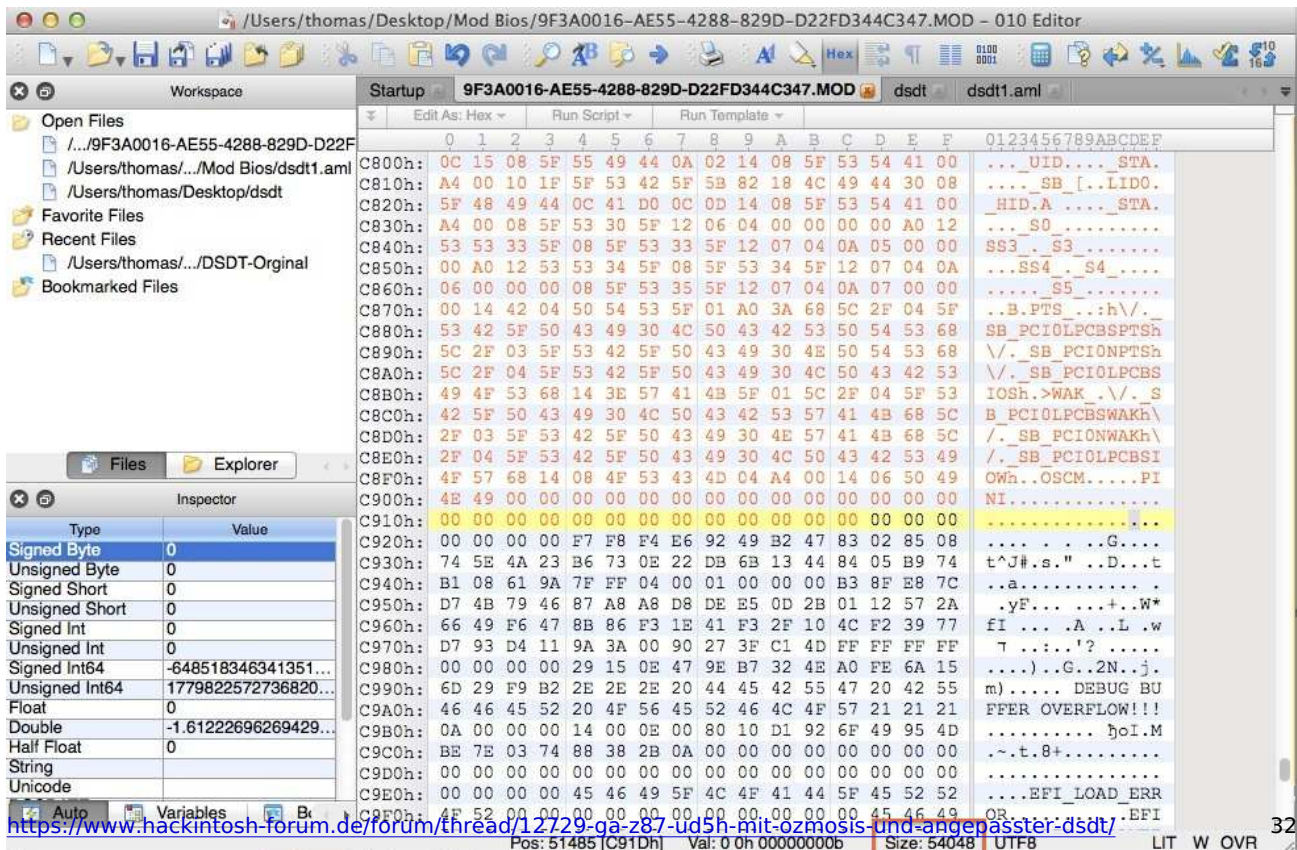 /Users/thomas/Desktop/Mod Bios/9F3A0016-AE55-4288-829D-D22FD344C347.MOD - 010 Editor
Workspace
Open Files
/.../9F3A0016-AE55-4288-829D-D22F
/Users/thomas/.../Mod Bios/dsdt1.aml
/Users/thomas/Desktop/dsdt
Favorite Files
Recent Files
/Users/thomas/.../DSDT-Orginal
Bookmarked Files
Files Explorer
Inspector
Type Value
Signed Byte 0
Unsigned Byte 0
Signed Short 0
Unsigned Short 0
Signed Int 0
Unsigned Int 0
Signed Int64 -648518346341351...
Unsigned Int64 1779822572736820...
Float 0
Double -1.61222696269429...
Half Float 0
String
Unicode
Auto Variables
Startup 9F3A0016-AE55-4288-829D-D22FD344C347.MOD dsdt dsdt1.aml
Edit As: Hex Run Script Run Template
0 1 2 3 4 5 6 7 8 9 A B C D E F 0123456789ABCDEF
C800h: 0C 15 08 5F 55 49 44 0A 02 14 08 5F 53 54 41 00 ..._UID...._STA.
C810h: A4 00 10 1F 5F 53 42 5F 5B 82 18 4C 49 44 30 08 ...._SB_[..LID0.
C820h: 5F 48 49 44 0C 41 D0 0C 0D 14 08 5F 53 54 41 00 _HID.A ...._STA.
C830h: A4 00 08 5F 53 30 5F 12 06 04 00 00 00 00 A0 12 ..._S0_.........
C840h: 53 53 33 5F 08 5F 53 33 5F 12 07 04 0A 05 00 00 SS3_._S3_.......
C850h: 00 A0 12 53 53 34 5F 08 5F 53 34 5F 12 07 04 0A ...SS4_._S4_....
C860h: 06 00 00 00 08 5F 53 35 5F 12 07 04 0A 07 00 00 ....._S5_.......
C870h: 00 14 42 04 50 54 53 5F 01 A0 3A 68 5C 2F 04 5F ..B.PTS_..:h\/._
C880h: 53 42 5F 50 43 49 30 4C 50 43 42 53 50 54 53 68 SB_PCI0LPCBSPTSh
C890h: 5C 2F 03 5F 53 42 5F 50 43 49 30 4E 50 54 53 68 \/._SB_PCI0NPTSh
C8A0h: 5C 2F 04 5F 53 42 5F 50 43 49 30 4C 50 43 42 53 \/._SB_PCI0LPCBS
C8B0h: 49 4F 53 68 14 3E 57 41 4B 5F 01 5C 2F 04 5F 53 IOSh.>WAK_.\/._S
C8C0h: 42 5F 50 43 49 30 4C 50 43 42 53 57 41 4B 68 5C B_PCI0LPCBSWAKh\
C8D0h: 2F 03 5F 53 42 5F 50 43 49 30 4E 57 41 4B 68 5C /._SB_PCI0NWAKh\
C8E0h: 2F 04 5F 53 42 5F 50 43 49 30 4C 50 43 42 53 49 /._SB_PCI0LPCBSI
C8F0h: 4F 57 68 14 08 4F 53 43 4D 04 A4 00 14 06 50 49 OWh..OSCM.....PI
C900h: 4E 49 00 00 00 00 00 00 00 00 00 00 00 00 00 00 NI..............
C910h: 00 00 00 00 00 00 00 00 00 00 00 00 00 00 00 00 ................
C920h: 00 00 00 00 F7 F8 F4 E6 92 49 B2 47 83 02 85 08 .... . . ..G....
C930h: 74 5E 4A 23 B6 73 0E 22 DB 6B 13 44 84 05 B9 74 t^J#.s." ..D...t
C940h: B1 08 61 9A 7F FF 04 00 01 00 00 00 B3 8F E8 7C ..a............ .
C950h: D7 4B 79 46 87 A8 A8 D8 DE E5 0D 2B 01 12 57 2A .yF... ...+..W*
C960h: 66 49 F6 47 8B 86 F3 1E 41 F3 2F 10 4C F2 39 77 fI ... .A ..L .w
C970h: D7 93 D4 11 9A 3A 00 90 27 3F C1 4D FF FF FF FF
C980h: 00 00 00 00 29 15 0E 47 9E B7 32 4E A0 FE 6A 15 ....)..G..2N..j.
C990h: 6D 29 F9 B2 2E 2E 2E 20 44 45 42 55 47 20 42 55 m)..... DEBUG BU
C9A0h: 46 46 45 52 20 4F 56 45 52 46 4C 4F 57 21 21 21 FFER OVERFLOW!!!
C9B0h: 0A 00 00 00 14 00 00 00 80 10 D1 92 6F 49 95 4D
C9C0h: BE 7E 03 74 88 38 2B 0A 00 00 00 00 00 00 00 00 .~.t.8+.........
C9D0h: 00 00 00 00 00 00 00 00 00 00 00 00 00 00 00 00 ................
C9E0h: 00 00 00 00 45 46 49 5F 4C 4F 41 44 5F 45 52 52 ....EFI_LOAD_ERR
C9F0h: 4F 52 00 00 00 00 00 00 00 00 00 00 00 45 46 49 OR...........EFI
https://www.hackintosh-forum.de/forum/thread/12729-ga-z87-ud5h-mit-ozmosis-und-angepasster-dsdt/ 32
Pos: 51485 [C91Dh] Val: 0 0h 00000000b Size: 54048 UTF8 LIT W OVR